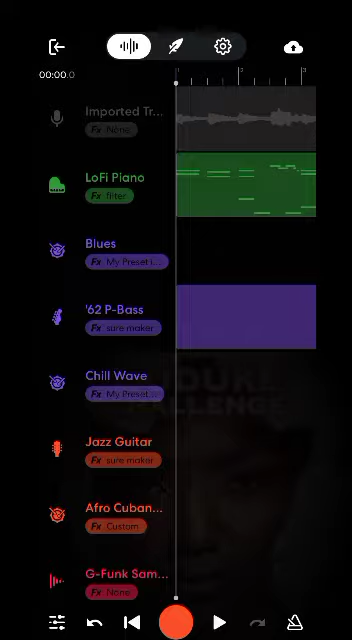 00:00.0
1 2 3
Imported Tr...
Fx None
LoFi Piano
Fx filter
Blues
Fx My Preset i...
'62 P-Bass
Fx sure maker
Chill Wave
Fx My Preset
CHALLENGE
Jazz Guitar
Fx sure maker
Afro Cuban...
Fx Custom
G-Funk Sam...
Fx None